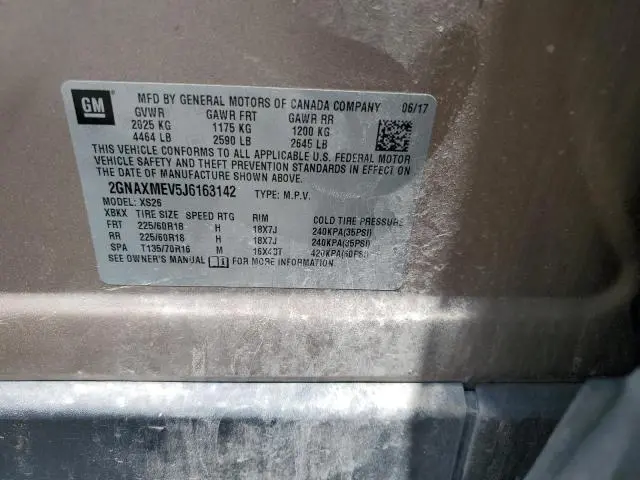 GM
MFD BY GENERAL MOTORS OF CANADA COMPANY 06/17
GVWR GAWR FRT GAWR RR
2025 KG 1175 KG 1200 KG
4464 LB 2590 LB 2645 LB
THIS VEHICLE CONFORMS TO ALL APPLICABLE U.S. FEDERAL MOTOR
VEHICLE SAFETY AND THEFT PREVENTION STANDARDS IN EFFECT ON
THE DATE OF MANUFACTURE SHOWN ABOVE.
2GNAXMEV5J6163142 TYPE: M.P.V.
MODEL: XS26
XBKX TIRE SIZE SPEED RTG RIM COLD TIRE PRESSURE
FRT 225/60R18 H 18X7J 240KPA(35PSI)
RR 225/60R18 H 18X7J 240KPA(35PSI)
SPA T135/70R16 M 16X4.0T 420KPA(60PSI)
SEE OWNER'S MANUAL FOR MORE INFORMATION.